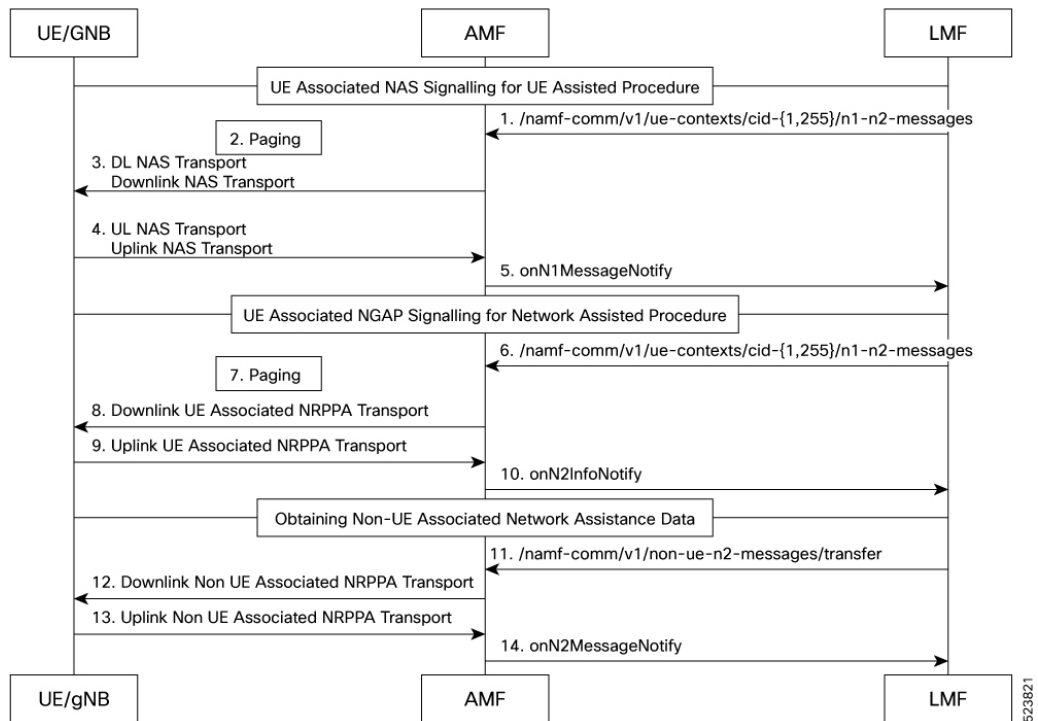 UE/GNB
AMF
LMF
UE Associated NAS Signalling for UE Assisted Procedure
1. /namf-comm/v1/ue-contexts/cid-{1,255}/n1-n2-messages
2. Paging
3. DL NAS Transport
Downlink NAS Transport
4. UL NAS Transport
Uplink NAS Transport
5. onN1MessageNotify
UE Associated NGAP Signalling for Network Assisted Procedure
6. /namf-comm/v1/ue-contexts/cid-{1,255}/n1-n2-messages
7. Paging
8. Downlink UE Associated NRPPA Transport
9. Uplink UE Associated NRPPA Transport
10. onN2InfoNotify
Obtaining Non-UE Associated Network Assistance Data
11. /namf-comm/v1/non-ue-n2-messages/transfer
12. Downlink Non UE Associated NRPPA Transport
13. Uplink Non UE Associated NRPPA Transport
14. onN2MessageNotify
UE/gNB
AMF
LMF
523821